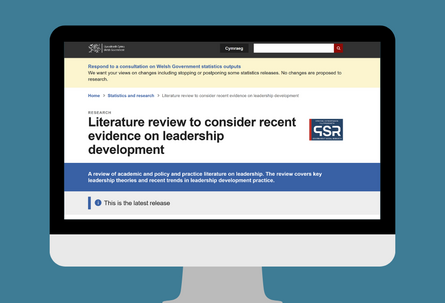 Llywodraeth Cymru
Welsh Government
Cymraeg
Respond to a consultation on Welsh Government statistics outputs
We want your views on changes including stopping or postponing some statistics releases. No changes are proposed to
research.
Home > Statistics and research > Literature review to consider recent evidence on leadership development
RESEARCH
Literature review to consider recent
evidence on leadership
development
GSR
A review of academic and policy and practice literature on leadership. The review covers key
leadership theories and recent trends in leadership development practice.
This is the latest release